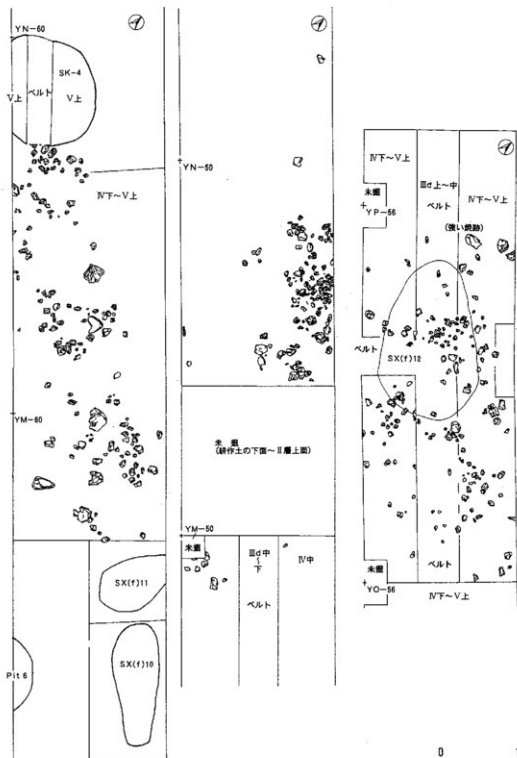 YN-60
SK-4
V上
ベルト
V上
Ⅳ下～V上
YM-60
SX(f)11
SX(f)10
Pit 6
YN-50
未 掘
(耕作土の下面～Ⅱ層上面)
YM-50
未掘
Ⅲd中
～
下
ベルト
Ⅳ中
Ⅳ下～V上
Ⅲd上～中
ベルト
Ⅳ下～V上
未掘
YP-56
(強い焼跡)
ベルト
SX(f)12
未掘
YO-56
ベルト
Ⅳ下～V上
0